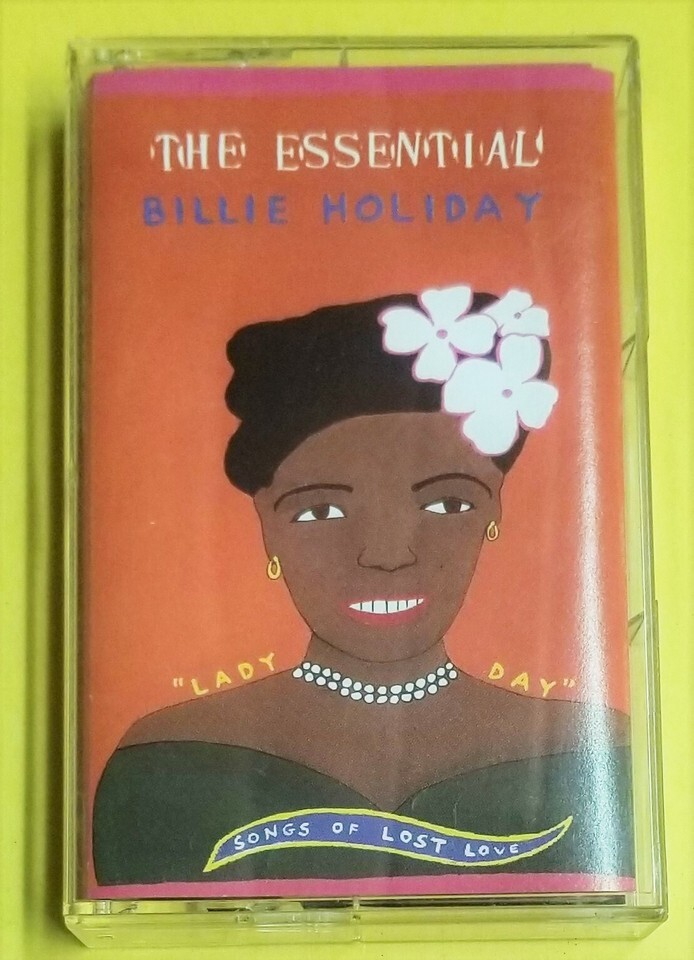 THE ESSENTIAL
BILLIE HOLIDAY
"LADY DAY"
SONGS OF LOST LOVE